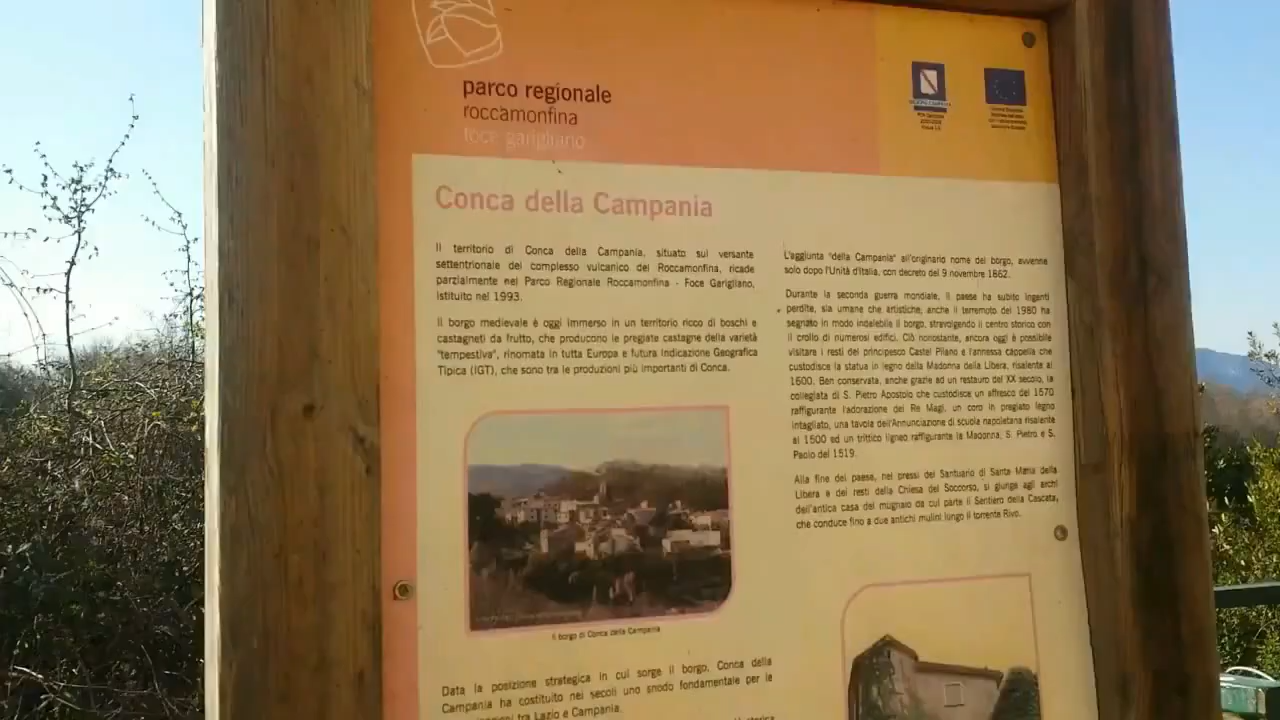 parco regionale
roccamonfina
foce garigliano
Conca della Campania
Il territorio di Conca della Campania, situato sul versante
settentrionale del complesso vulcanico del Roccamonfina, ricade
parzialmente nel Parco Regionale Roccamonfina - Foce Garigliano,
istituito nel 1993.
Il borgo medievale è oggi immerso in un territorio ricco di boschi e
castagneti da frutto, che producono le pregiate castagne della varietà
"tempestiva", rinomata in tutta Europa e futura Indicazione Geografica
Tipica (IGT), che sono tra le produzioni più importanti di Conca.
Il borgo di Conca della Campania
Data la posizione strategica in cui sorge il borgo, Conca della
Campania ha costituito nei secoli uno snodo fondamentale per le
tra Lazio e Campania.
L'aggiunta "della Campania" all'originario nome del borgo, avvenne
solo dopo l'Unità d'Italia, con decreto del 9 novembre 1862.
Durante la seconda guerra mondiale, il paese ha subito ingenti
perdite, sia umane che artistiche, anche il terremoto del 1980 ha
segnato in modo indelebile il borgo, stravolgendo il centro storico con
il crollo di numerosi edifici. Ciò nonostante, ancora oggi è possibile
visitare i resti del principesco Castel Pilano e l'annessa cappella che
custodisce la statua in legno della Madonna della Libera, risalente al
1600. Ben conservata, anche grazie ad un restauro del XX secolo, la
collegiata di S. Pietro Apostolo che custodisce un affresco del 1570
raffigurante l'adorazione dei Re Magi, un coro in pregiato legno
intagliato, una tavola dell'Annunciazione di scuola napoletana risalente
al 1500 ed un trittico ligneo raffigurante la Madonna, S. Pietro e S.
Paolo del 1519.
Alla fine del paese, nei pressi del Santuario di Santa Maria della
Libera e dei resti della Chiesa del Soccorso, si giunge agli archi
dell'antica casa del mugnaio da cui parte il Sentiero della Cascata,
che conduce fino a due antichi mulini lungo il torrente Rivo.